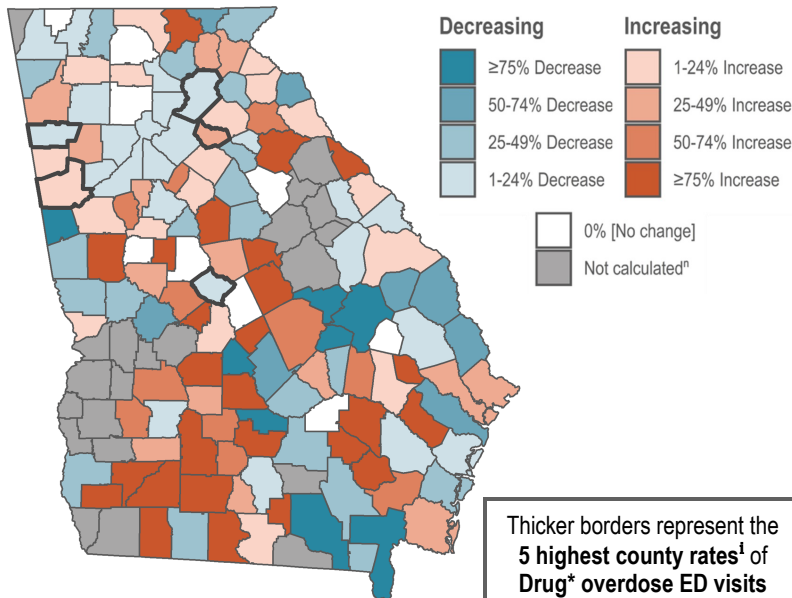 Decreasing
≥75% Decrease
50-74% Decrease
25-49% Decrease
1-24% Decrease
Increasing
1-24% Increase
25-49% Increase
50-74% Increase
≥75% Increase
0% [No change]
Not calculatedⁿ
Thicker borders represent the
5 highest county ratesⁱ of
Drug* overdose ED visits